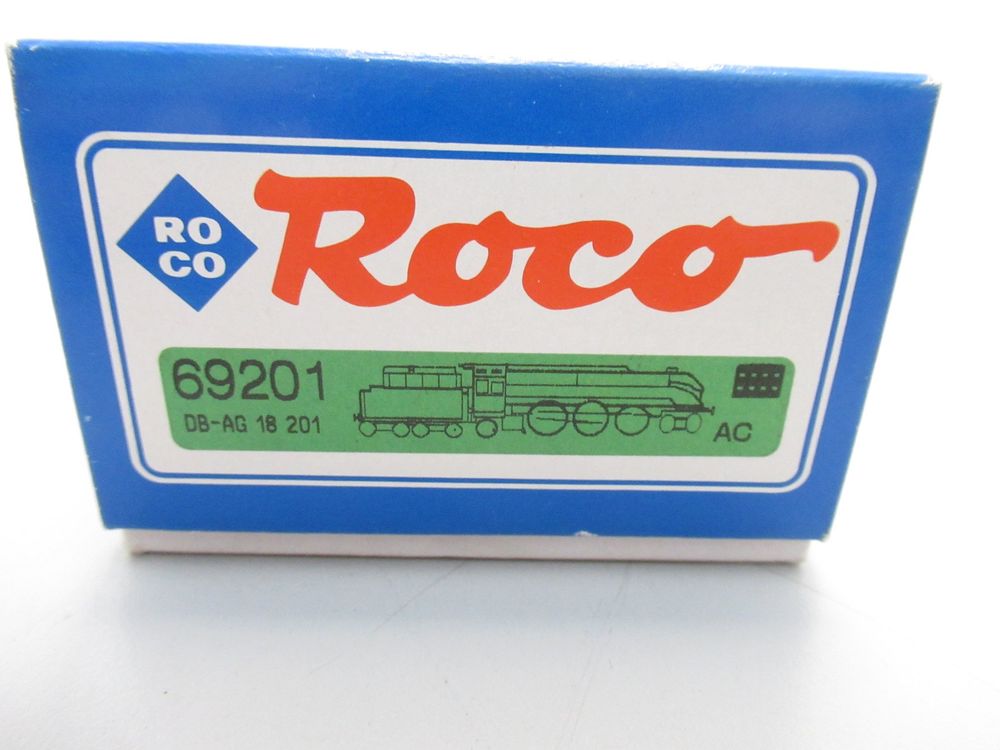 RO
CO
Roco
69201
DB-AG 18 201
AC